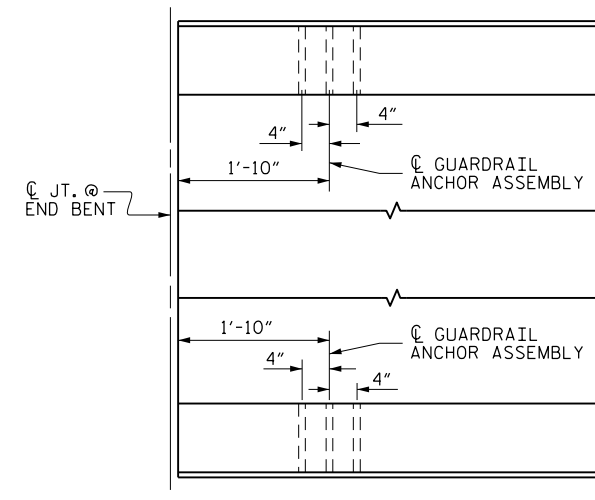 4"
4"
1'-10"
℄ GUARDRAIL
ANCHOR ASSEMBLY
℄ JT. @
END BENT
1'-10"
℄ GUARDRAIL
ANCHOR ASSEMBLY
4"
4"